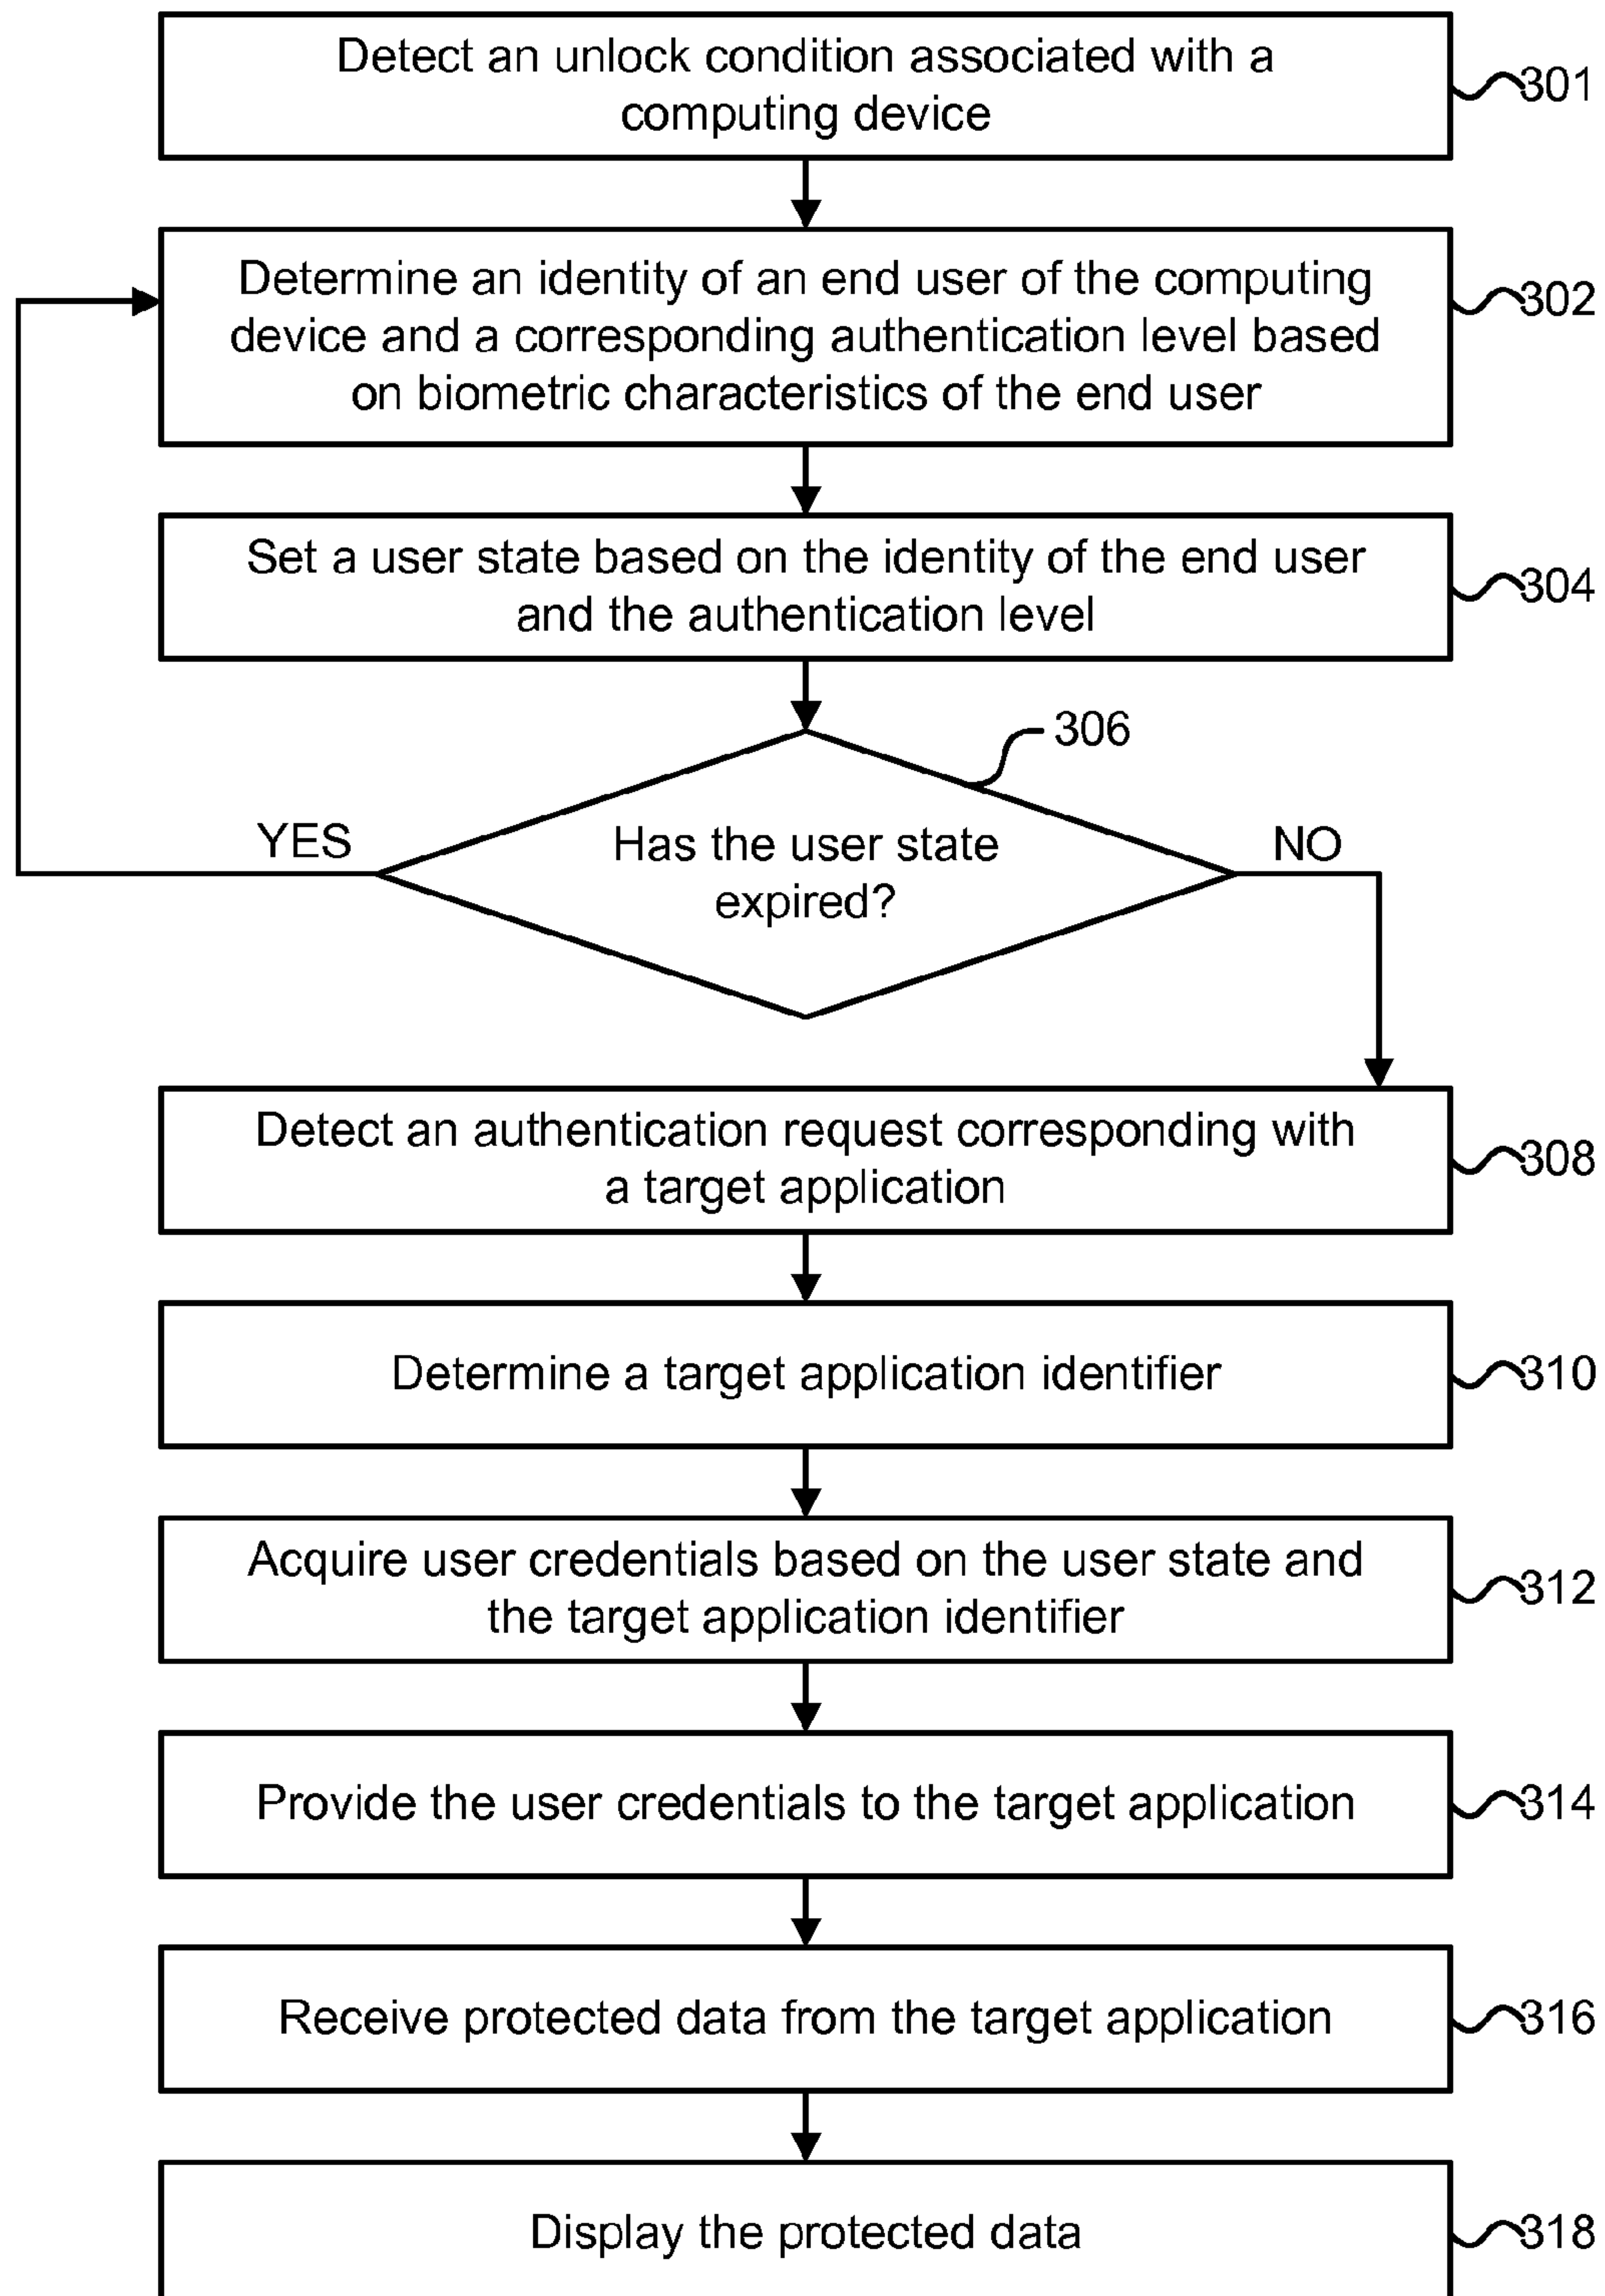 Detect an unlock condition associated with a
computing device
301
Determine an identity of an end user of the computing
device and a corresponding authentication level based
on biometric characteristics of the end user
302
Set a user state based on the identity of the end user
and the authentication level
304
306
YES
Has the user state
expired?
NO
Detect an authentication request corresponding with
a target application
308
Determine a target application identifier
310
Acquire user credentials based on the user state and
the target application identifier
312
Provide the user credentials to the target application
314
Receive protected data from the target application
316
Display the protected data
318